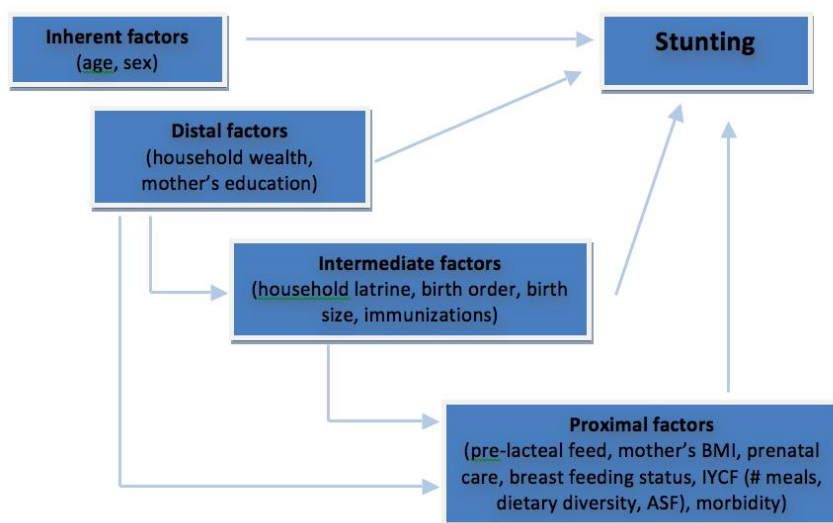 Inherent factors
(age, sex)
Stunting
Distal factors
(household wealth,
mother's education)
Intermediate factors
(household latrine, birth order, birth
size, immunizations)
Proximal factors
(pre-lacteal feed, mother's BMI, prenatal
care, breast feeding status, IYCF (# meals,
dietary diversity, ASF), morbidity)